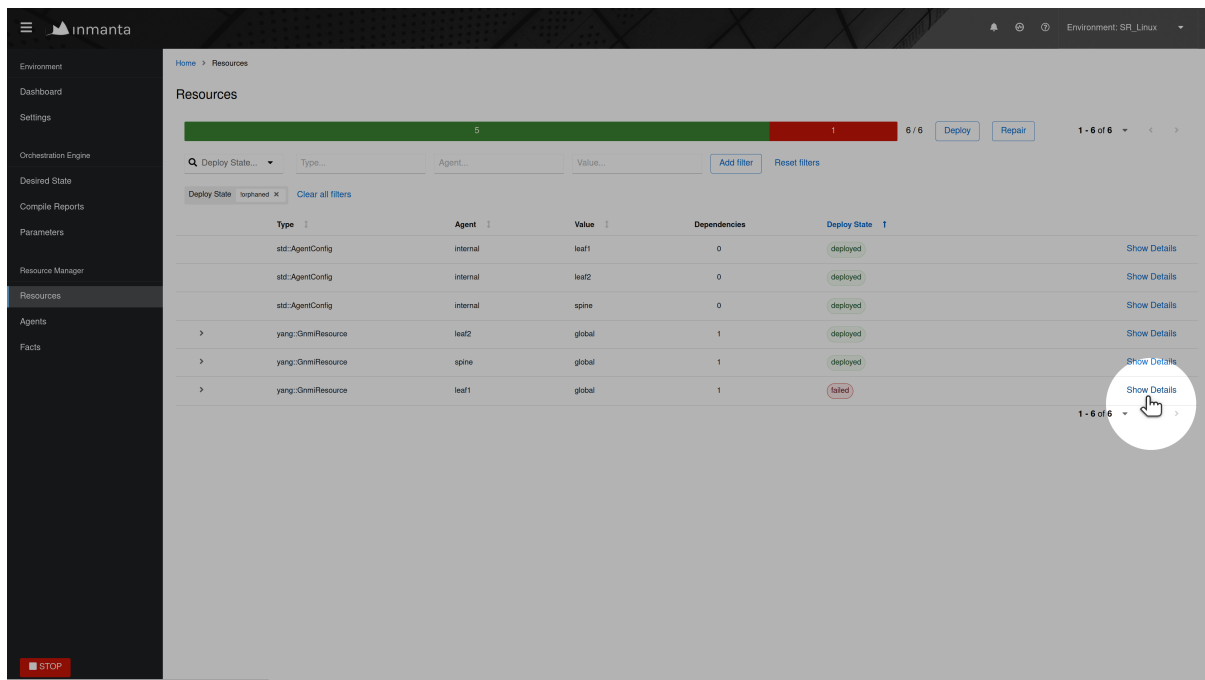 inmanta
Environment: SR_Linux
Environment
Dashboard
Settings
Orchestration Engine
Desired State
Compile Reports
Parameters
Resource Manager
Resources
Agents
Facts
STOP
Home > Resources
Resources
5 1 6 / 6 Deploy Repair 1 - 6 of 6
Deploy State... Type... Agent... Value... Add filter Reset filters
Deploy State !orphaned × Clear all filters
Type Agent Value Dependencies Deploy State
std::AgentConfig internal leaf1 0 deployed Show Details
std::AgentConfig internal leaf2 0 deployed Show Details
std::AgentConfig internal spine 0 deployed Show Details
yang::GnmiResource leaf2 global 1 deployed Show Details
yang::GnmiResource spine global 1 deployed Show Details
yang::GnmiResource leaf1 global 1 failed Show Details
1 - 6 of 6